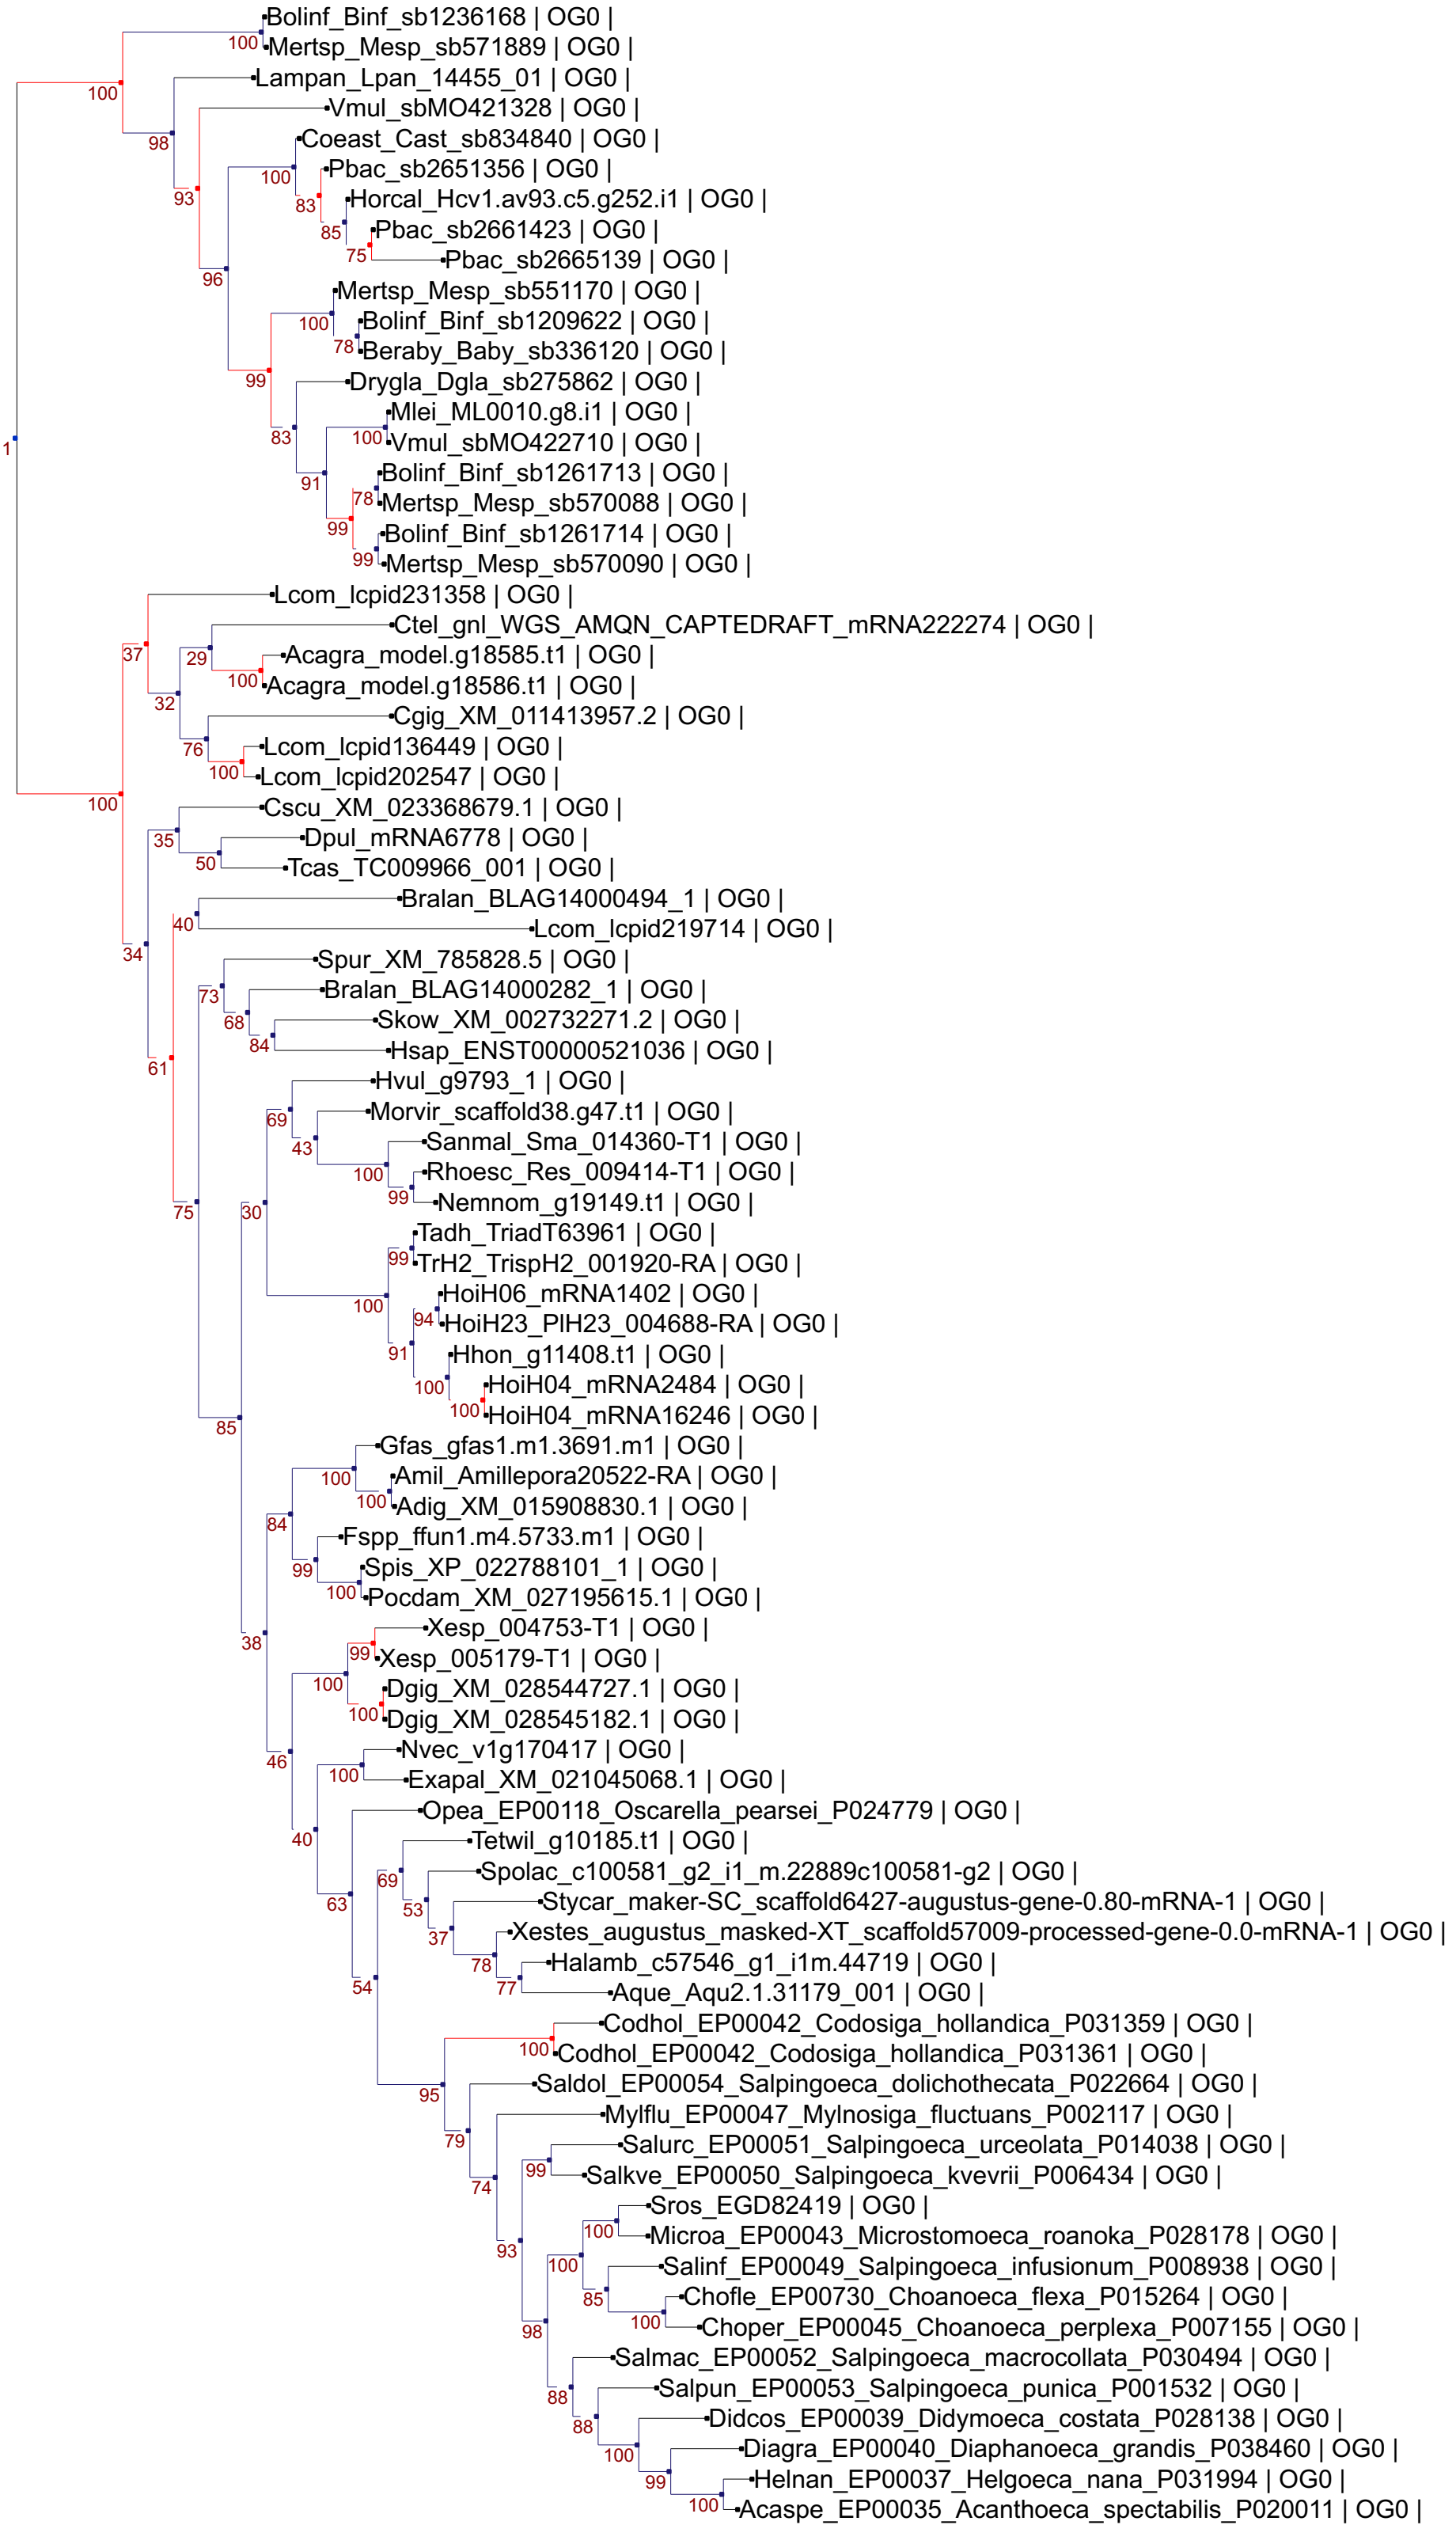 Bolinf_Binf_sb1236168 | OG0 |
100
Mertsp_Mesp_sb571889 | OG0 |
Lampan_Lpan_14455_01 | OG0 |
100
Vmul_sbMO421328 | OG0 |
98
Coeast_Cast_sb834840 | OG0 |
Pbac_sb2651356 | OG0 |
100
Horcal_Hcv1.av93.c5.g252.i1 | OG0 |
93
83
Pbac_sb2661423 | OG0 |
85
75
Pbac_sb2665139 | OG0 |
96
Mertsp_Mesp_sb551170 | OG0 |
Bolinf_Binf_sb1209622 | OG0 |
100
78
Beraby_Baby_sb336120 | OG0 |
99
Drygla_Dgla_sb275862 | OG0 |
Mlei_ML0010.g8.i1 | OG0 |
83
100
Vmul_sbMO422710 | OG0 |
1
Bolinf_Binf_sb1261713 | OG0 |
91
78
Mertsp_Mesp_sb570088 | OG0 |
99
Bolinf_Binf_sb1261714 | OG0 |
99
Mertsp_Mesp_sb570090 | OG0 |
Lcom_lcpid231358 | OG0 |
Ctel_gnl_WGS_AMQN_CAPTEDRAFT_mRNA222274 | OG0 |
37
29
Acagra_model.g18585.t1 | OG0 |
100
Acagra_model.g18586.t1 | OG0 |
32
Cgig_XM_011413957.2 | OG0 |
76
Lcom_lcpid136449 | OG0 |
100
Lcom_lcpid202547 | OG0 |
100
Cscu_XM_023368679.1 | OG0 |
35
Dpul_mRNA6778 | OG0 |
50
Tcas_TC009966_001 | OG0 |
Bralan_BLAG14000494_1 | OG0 |
40
Lcom_lcpid219714 | OG0 |
34
Spur_XM_785828.5 | OG0 |
73
Bralan_BLAG14000282_1 | OG0 |
68
Skow_XM_002732271.2 | OG0 |
84
Hsap_ENST00000521036 | OG0 |
61
Hvul_g9793_1 | OG0 |
69
Morvir_scaffold38.g47.t1 | OG0 |
43
Sanmal_Sma_014360-T1 | OG0 |
100
Rhoesc_Res_009414-T1 | OG0 |
99
Nemnom_g19149.t1 | OG0 |
75
30
Tadh_TriadT63961 | OG0 |
99
TrH2_TrispH2_001920-RA | OG0 |
100
HoiH06_mRNA1402 | OG0 |
94
HoiH23_PlH23_004688-RA | OG0 |
91
Hhon_g11408.t1 | OG0 |
100
HoiH04_mRNA2484 | OG0 |
100
HoiH04_mRNA16246 | OG0 |
85
Gfas_gfas1.m1.3691.m1 | OG0 |
100
Amil_Amillepora20522-RA | OG0 |
100
Adig_XM_015908830.1 | OG0 |
84
Fspp_ffun1.m4.5733.m1 | OG0 |
99
Spis_XP_022788101_1 | OG0 |
100
Pocdam_XM_027195615.1 | OG0 |
38
Xesp_004753-T1 | OG0 |
99
Xesp_005179-T1 | OG0 |
100
Dgig_XM_028544727.1 | OG0 |
100
Dgig_XM_028545182.1 | OG0 |
46
Nvec_v1g170417 | OG0 |
100
Exapal_XM_021045068.1 | OG0 |
Opea_EP00118_Oscarella_pearsei_P024779 | OG0 |
40
Tetwil_g10185.t1 | OG0 |
69
Spolac_c100581_g2_i1_m.22889c100581-g2 | OG0 |
63
53
Stycar_maker-SC_scaffold6427-augustus-gene-0.80-mRNA-1 | OG0 |
37
Xestes_augustus_masked-XT_scaffold57009-processed-gene-0.0-mRNA-1 | OG0 |
78
Halamb_c57546_g1_i1m.44719 | OG0 |
54
77
Aque_Aqu2.1.31179_001 | OG0 |
Codhol_EP00042_Codosiga_hollandica_P031359 | OG0 |
100
Codhol_EP00042_Codosiga_hollandica_P031361 | OG0 |
95
Saldol_EP00054_Salpingoeca_dolichothecata_P022664 | OG0 |
Mylflu_EP00047_Mylnosiga_fluctuans_P002117 | OG0 |
79
Salurc_EP00051_Salpingoeca_urceolata_P014038 | OG0 |
99
Salkve_EP00050_Salpingoeca_kvevrii_P006434 | OG0 |
74
Sros_EGD82419 | OG0 |
100
Microa_EP00043_Microstomoeca_roanoka_P028178 | OG0 |
93
100
Salinf_EP00049_Salpingoeca_infusionum_P008938 | OG0 |
85
Chofle_EP00730_Choanoeca_flexa_P015264 | OG0 |
100
Choper_EP00045_Choanoeca_perplexa_P007155 | OG0 |
98
Salmac_EP00052_Salpingoeca_macrocollata_P030494 | OG0 |
88
Salpun_EP00053_Salpingoeca_punica_P001532 | OG0 |
88
Didcos_EP00039_Didymoeca_costata_P028138 | OG0 |
100
Diagra_EP00040_Diaphanoeca_grandis_P038460 | OG0 |
99
Helnan_EP00037_Helgoeca_nana_P031994 | OG0 |
100
Acaspe_EP00035_Acanthoeca_spectabilis_P020011 | OG0 |